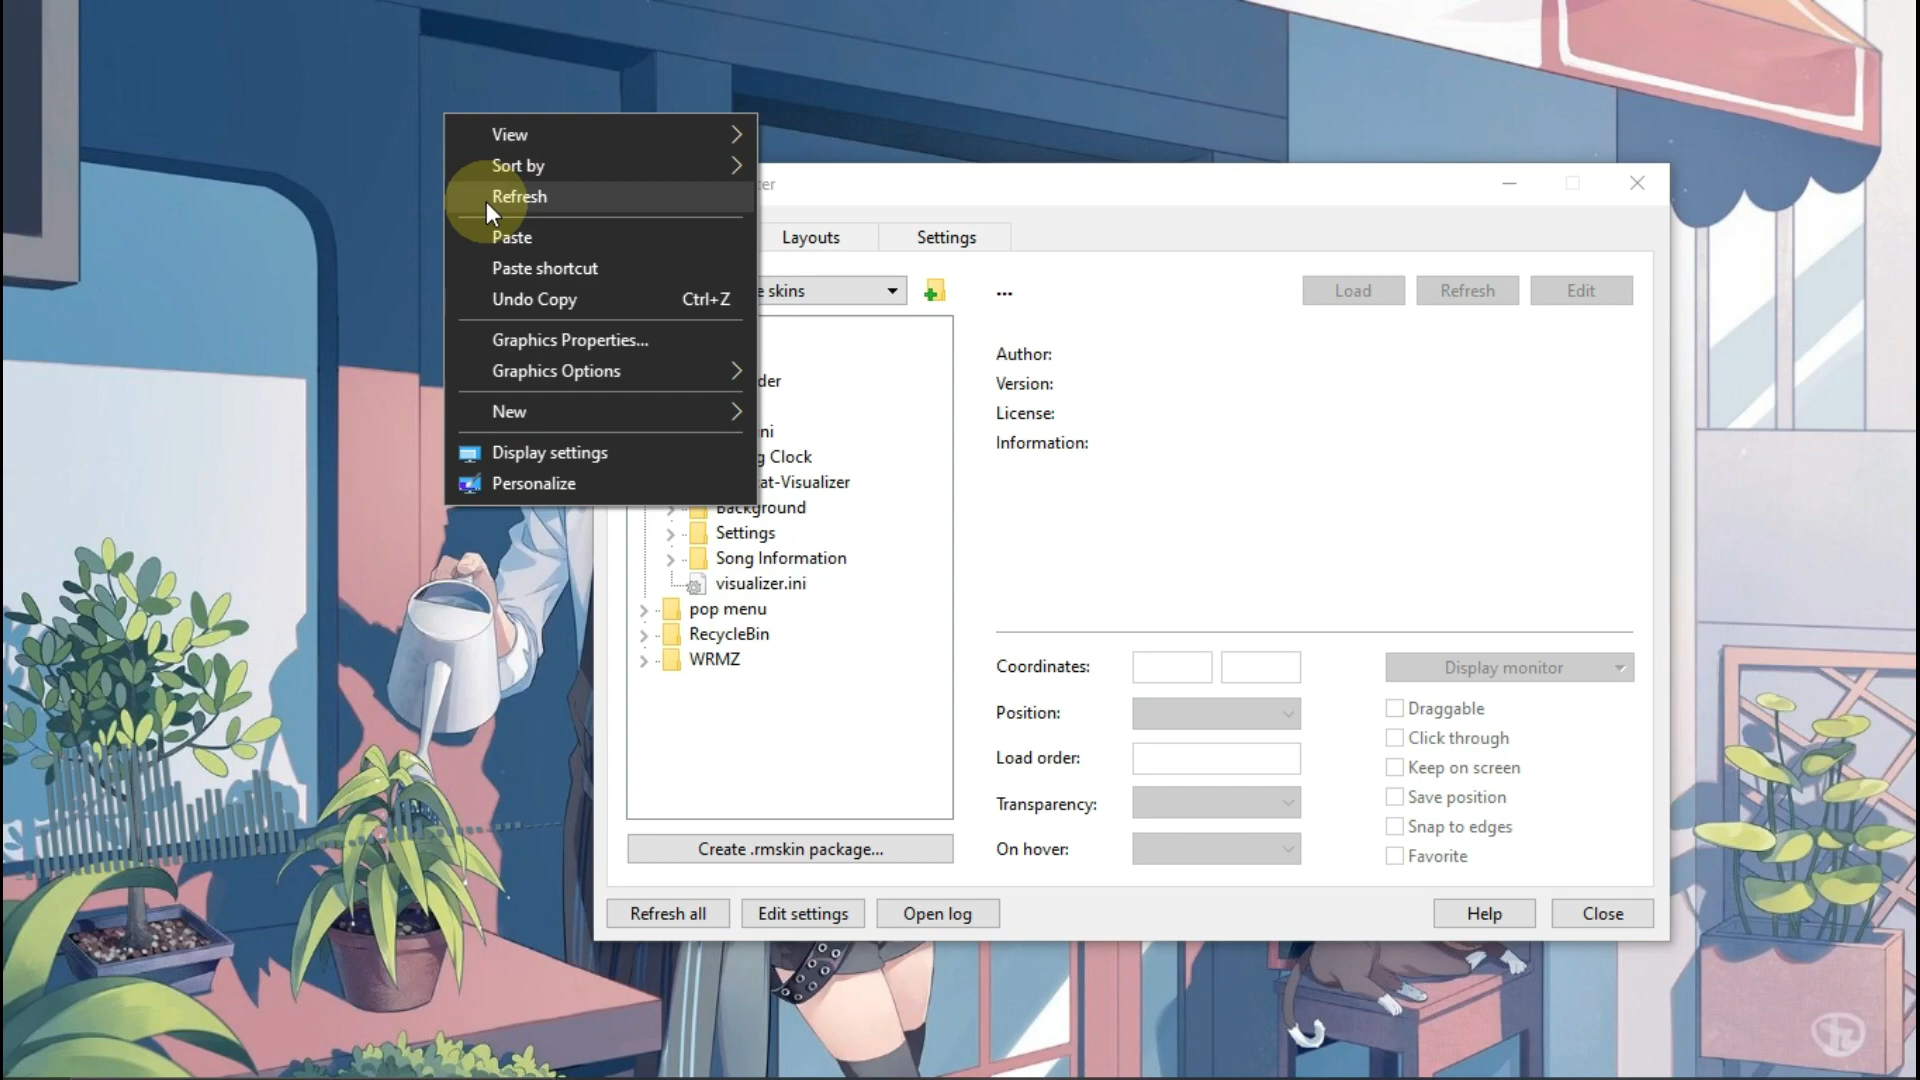 View
Sort by
Refresh
Paste
Paste shortcut
Undo Copy Ctrl+Z
Graphics Properties...
Graphics Options
New
Display settings
Personalize
ter
Layouts Settings
e skins ... Load Refresh Edit
der
ni
g Clock
at-Visualizer
Background
Settings
Song Information
visualizer.ini
pop menu
RecycleBin
WRMZ
Create .rmskin package...
Author:
Version:
License:
Information:
Coordinates: Display monitor
Position:
Load order:
Transparency:
On hover:
Draggable
Click through
Keep on screen
Save position
Snap to edges
Favorite
Refresh all Edit settings Open log Help Close